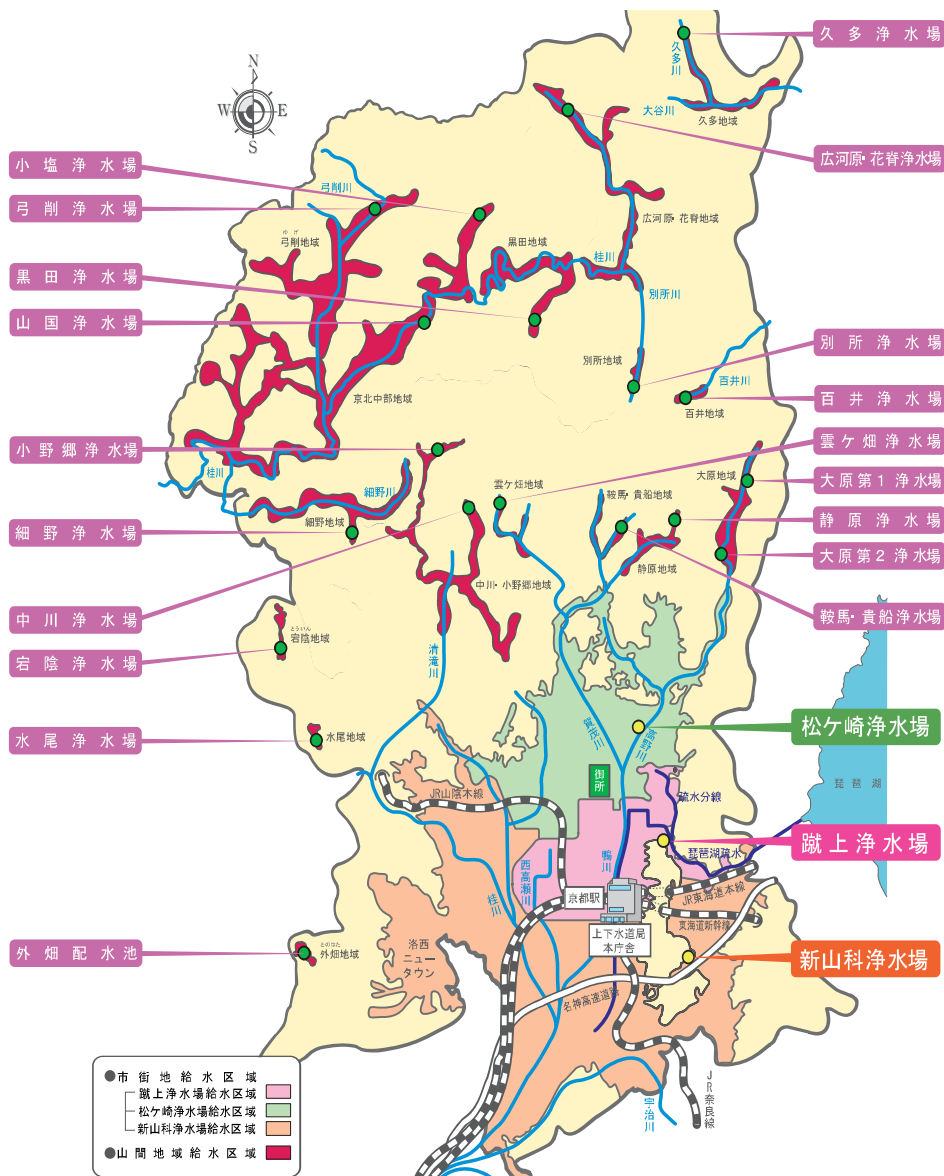 久多浄水場
広河原・花脊浄水場
別所浄水場
百井浄水場
雲ケ畑浄水場
大原第1浄水場
静原浄水場
大原第2浄水場
鞍馬・貴船浄水場
松ケ崎浄水場
蹴上浄水場
新山科浄水場
小塩浄水場
弓削浄水場
黒田浄水場
山国浄水場
小野郷浄水場
細野浄水場
中川浄水場
宕陰浄水場
水尾浄水場
外畑配水池
N
W
E
S
久多川
大谷川
久多地域
弓削川
ゆげ
弓削地域
黒田地域
桂川
広河原・花脊地域
別所川
別所地域
百井川
百井地域
京北中部地域
桂川
細野川
細野地域
雲ケ畑地域
鞍馬・貴船地域
大原地域
静原地域
中川・小野郷地域
とういん
宕陰地域
清滝川
水尾地域
賀茂川
高野川
御所
JR山陰本線
疏水分線
琵琶湖
琵琶湖疏水
鴨川
西高瀬川
桂川
京都駅
JR東海道本線
東海道新幹線
上下水道局
本庁舎
とのはた
外畑地域
洛西
ニュー
タウン
名神高速道路
JR奈良線
宇治川
●市街地給水区域
蹴上浄水場給水区域
松ケ崎浄水場給水区域
新山科浄水場給水区域
●山間地域給水区域